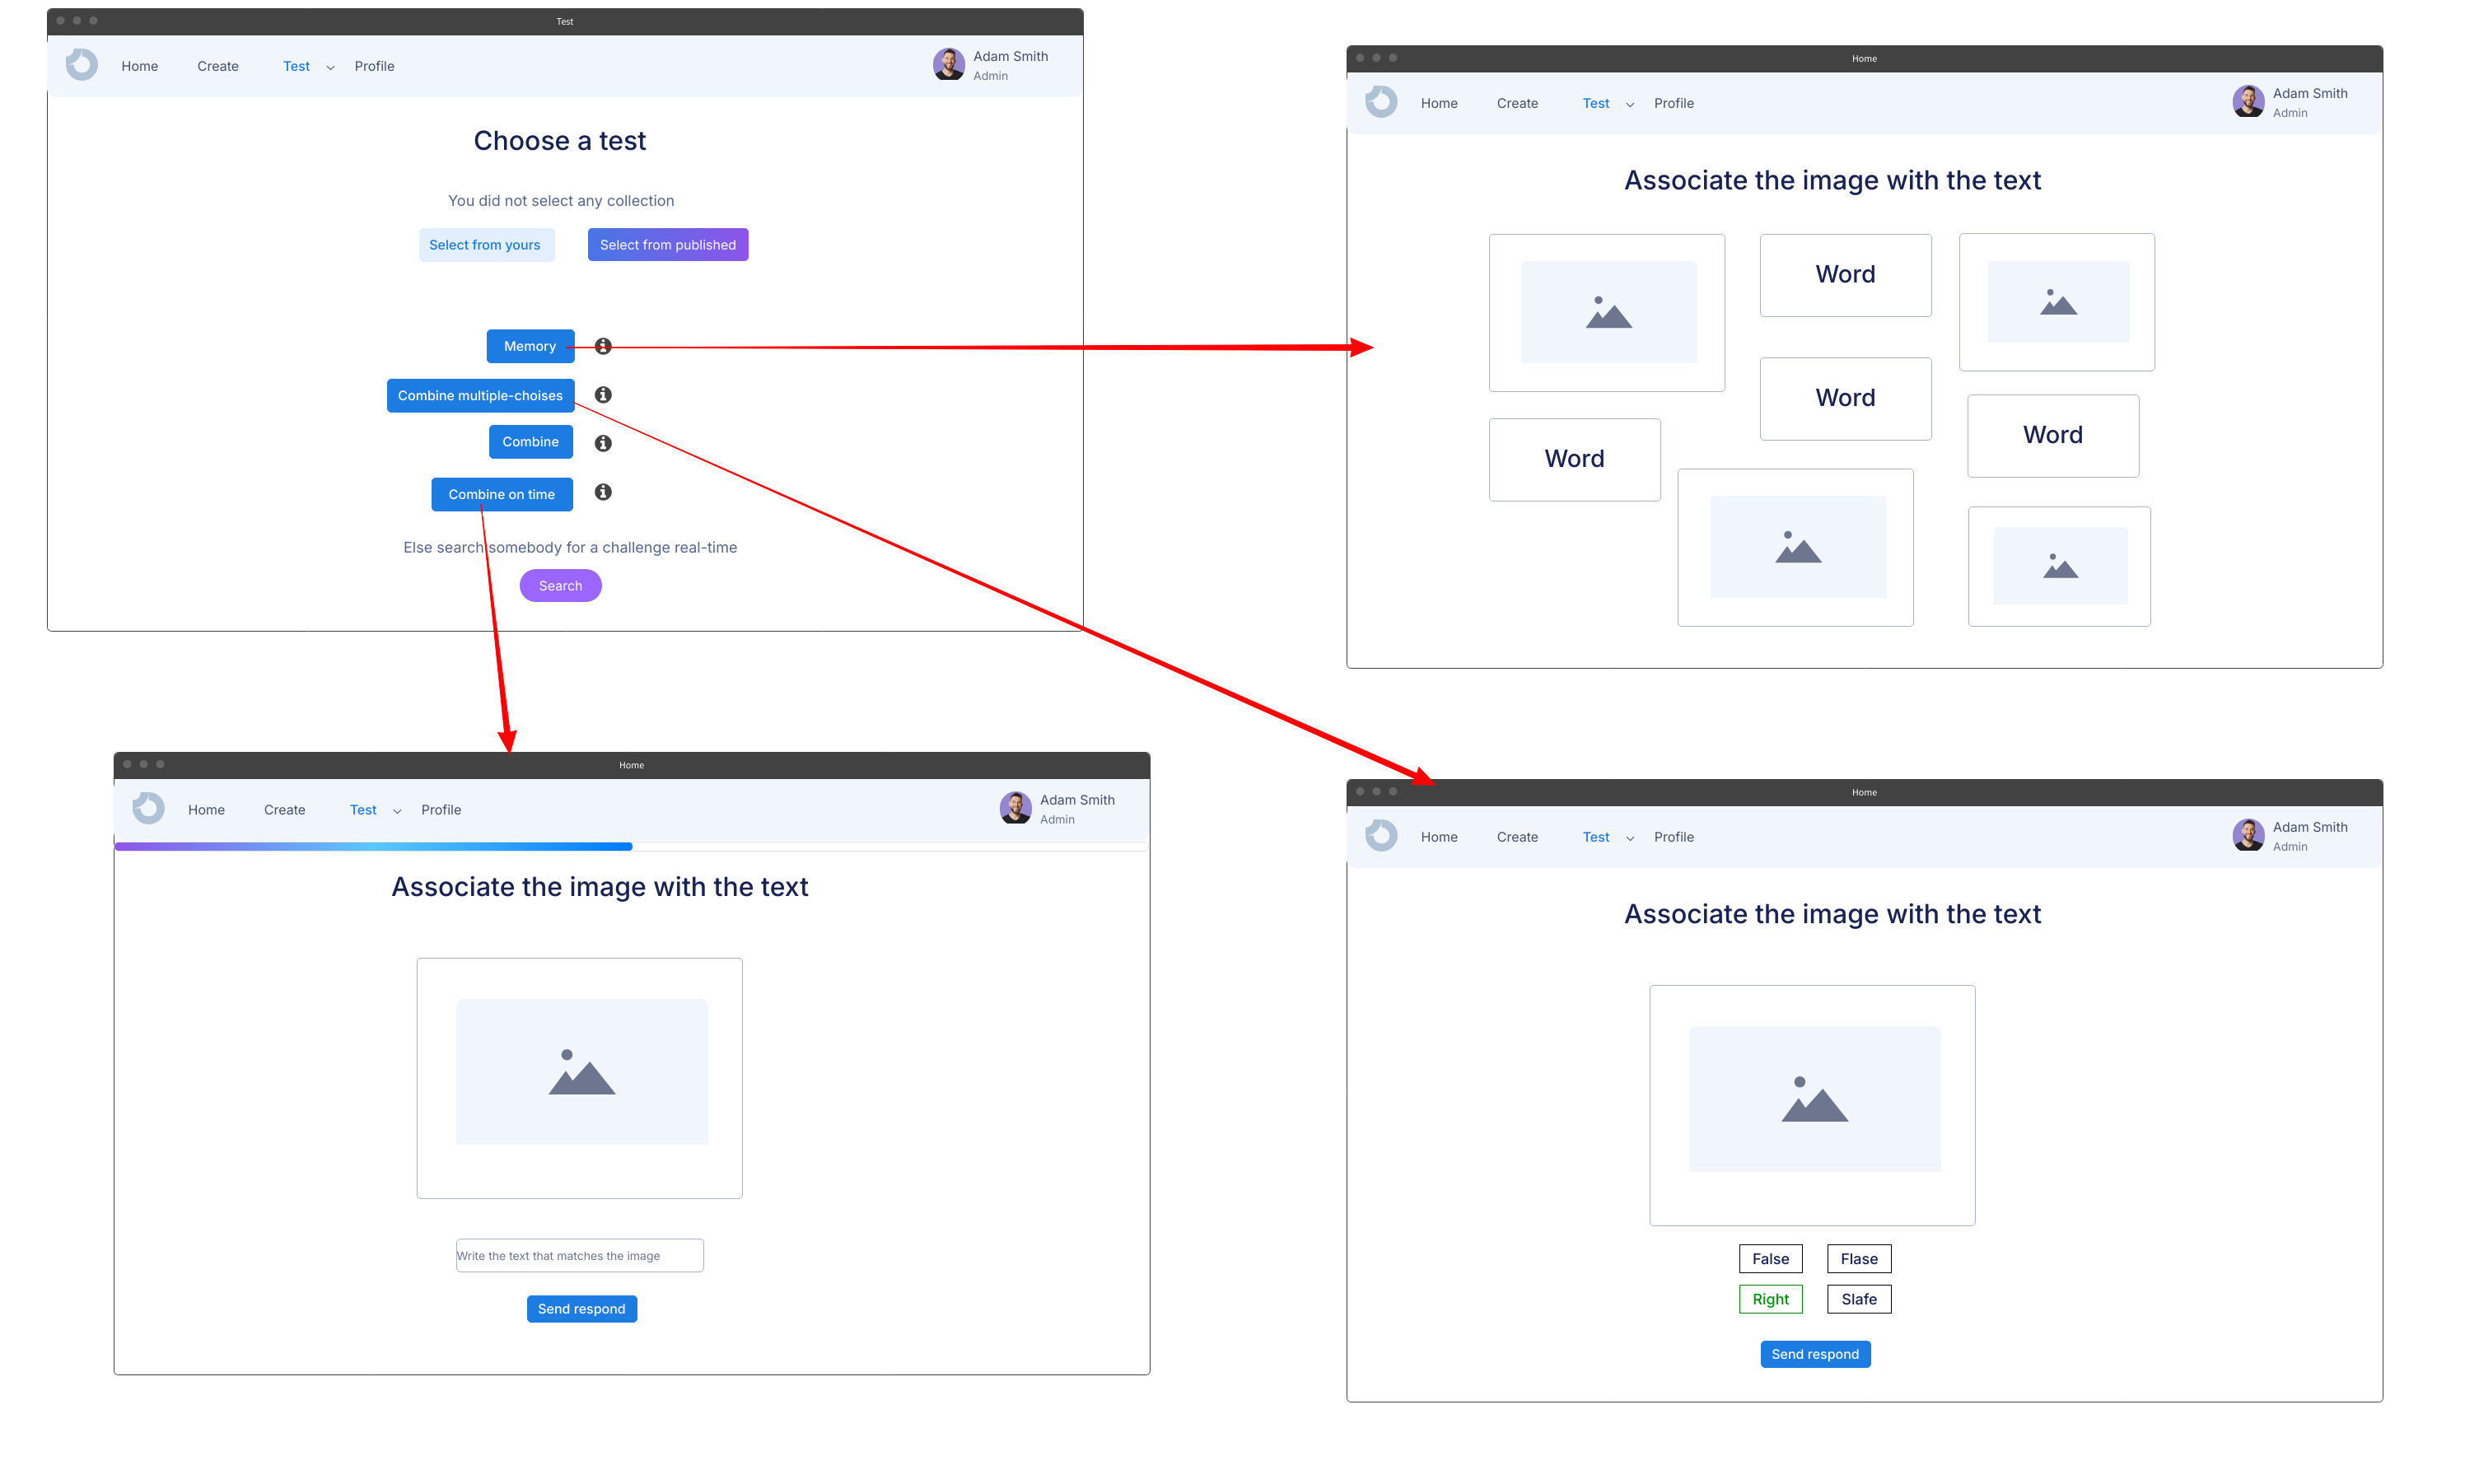 Test
Home Create Test Profile
Adam Smith
Admin
Choose a test
You did not select any collection
Select from yours Select from published
Memory
Combine multiple-choises
Combine
Combine on time
Else search somebody for a challenge real-time
Search
Home
Home Create Test Profile
Adam Smith
Admin
Associate the image with the text
Word
Word
Word
Word
Home
Home Create Test Profile
Adam Smith
Admin
Associate the image with the text
Write the text that matches the image
Send respond
Home
Home Create Test Profile
Adam Smith
Admin
Associate the image with the text
False Flase
Right Slafe
Send respond